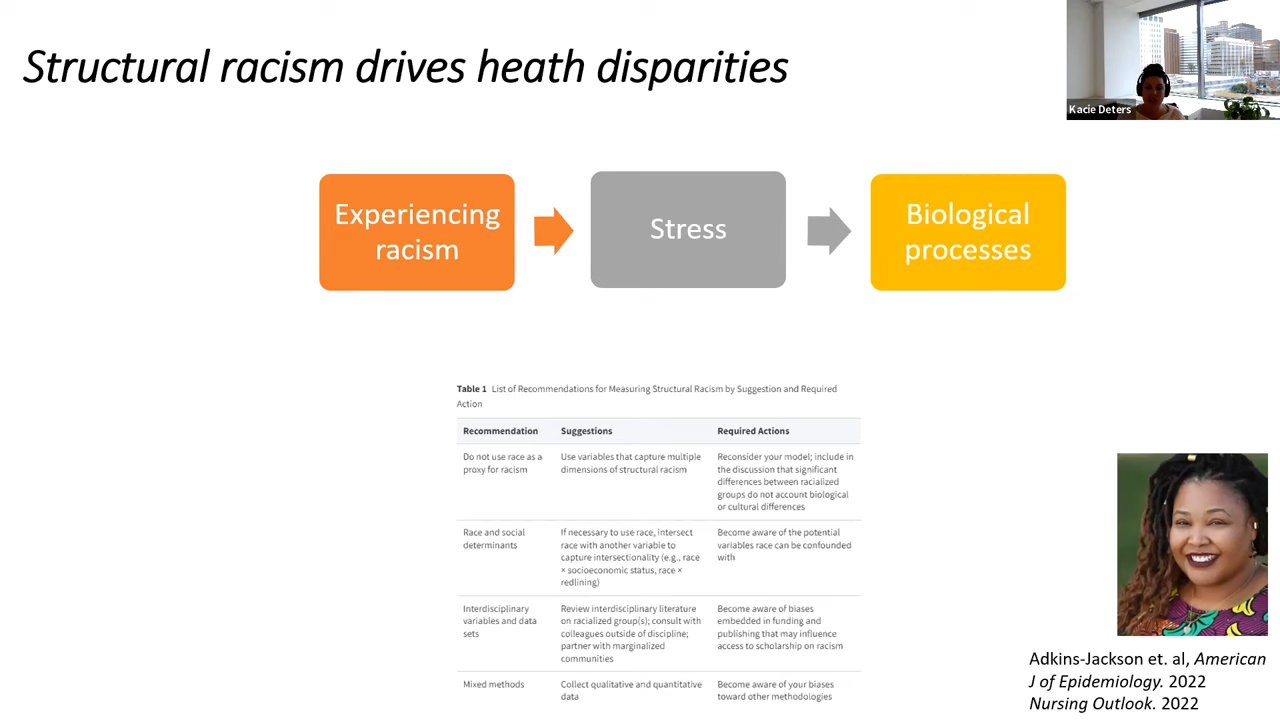 Structural racism drives heath disparities
Kacie Deters
Experiencing
racism
Stress
Biological
processes
Table 1 List of Recommendations for Measuring Structural Racism by Suggestion and Required
Action
Recommendation
Suggestions
Required Actions
Do not use race as a
proxy for racism
Use variables that capture multiple
dimensions of structural racism
Reconsider your model; include in
the discussion that significant
differences between racialized
groups do not account biological
or cultural differences
Race and social
determinants
If necessary to use race, intersect
race with another variable to
capture intersectionality (e.g., race
× socioeconomic status, race ×
redlining)
Become aware of the potential
variables race can be confounded
with
Interdisciplinary
variables and data
sets
Review interdisciplinary literature
on racialized group(s); consult with
colleagues outside of discipline;
partner with marginalized
communities
Become aware of biases
embedded in funding and
publishing that may influence
access to scholarship on racism
Mixed methods
Collect qualitative and quantitative
data
Become aware of your biases
toward other methodologies
Adkins-Jackson et. al, American
J of Epidemiology. 2022
Nursing Outlook. 2022